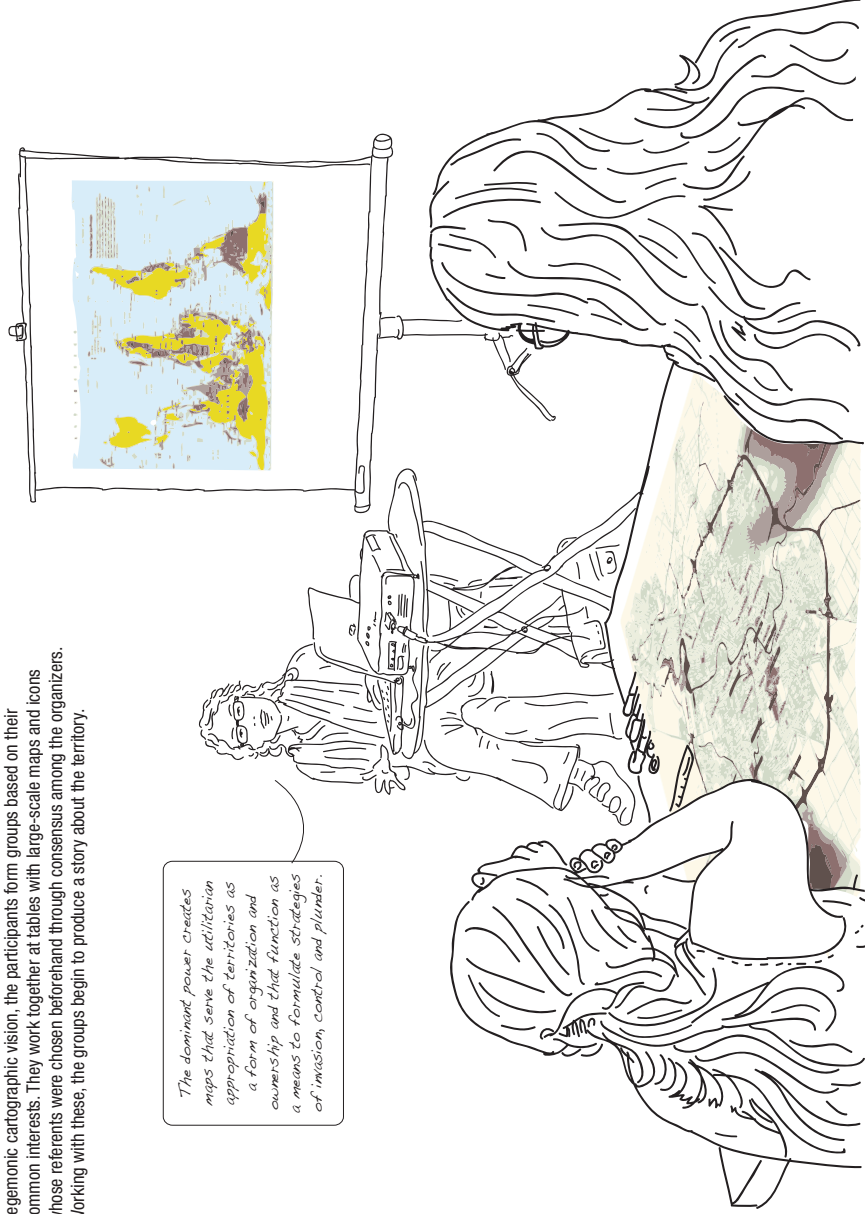 egemonic cartographic vision, the participants form groups based on their
ommon interests. They work together at tables with large-scale maps and icons
hose referents were chosen beforehand through consensus among the organizers.
orking with these, the groups begin to produce a story about the territory.
The dominant power creates
maps that serve the utilitarian
appropriation of territories as
a form of organization and
ownership and that function as
a means to formulate strategies
of invasion, control and plunder.